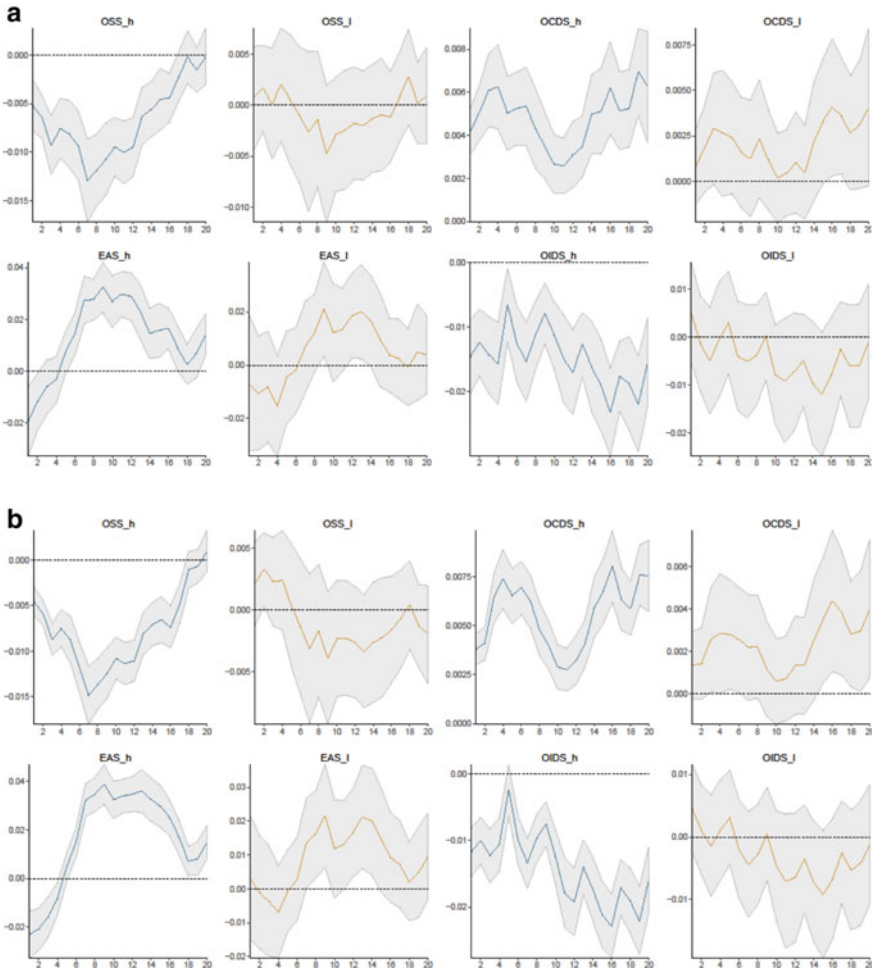 a
OSS_h OSS_l OCDS_h OCDS_l
0.000 0.005 0.008 0.0075
−0.005 0.000 0.006 0.0050
−0.010 −0.005 0.004 0.0025
−0.015 −0.010 0.002 0.0000
0.000
2 4 6 8 10 12 14 16 18 20 2 4 6 8 10 12 14 16 18 20 2 4 6 8 10 12 14 16 18 20 2 4 6 8 10 12 14 16 18 20
EAS_h EAS_l OIDS_h OIDS_l
0.04 0.02 0.00 0.01
0.02 0.00 −0.01 0.00
0.00 −0.02 −0.02 −0.01
−0.02 −0.02
2 4 6 8 10 12 14 16 18 20 2 4 6 8 10 12 14 16 18 20 2 4 6 8 10 12 14 16 18 20 2 4 6 8 10 12 14 16 18 20
b
OSS_h OSS_l OCDS_h OCDS_l
0.000 0.005 0.0075 0.006
−0.005 0.000 0.0050 0.004
−0.010 −0.005 0.0025 0.002
−0.015 0.0000 0.000
2 4 6 8 10 12 14 16 18 20 2 4 6 8 10 12 14 16 18 20 2 4 6 8 10 12 14 16 18 20 2 4 6 8 10 12 14 16 18 20
EAS_h EAS_l OIDS_h OIDS_l
0.04 0.03 0.00 0.01
0.02 0.02 −0.01 0.00
0.00 0.01 −0.02 −0.01
−0.02 0.00
−0.01
−0.02
2 4 6 8 10 12 14 16 18 20 2 4 6 8 10 12 14 16 18 20 2 4 6 8 10 12 14 16 18 20 2 4 6 8 10 12 14 16 18 20